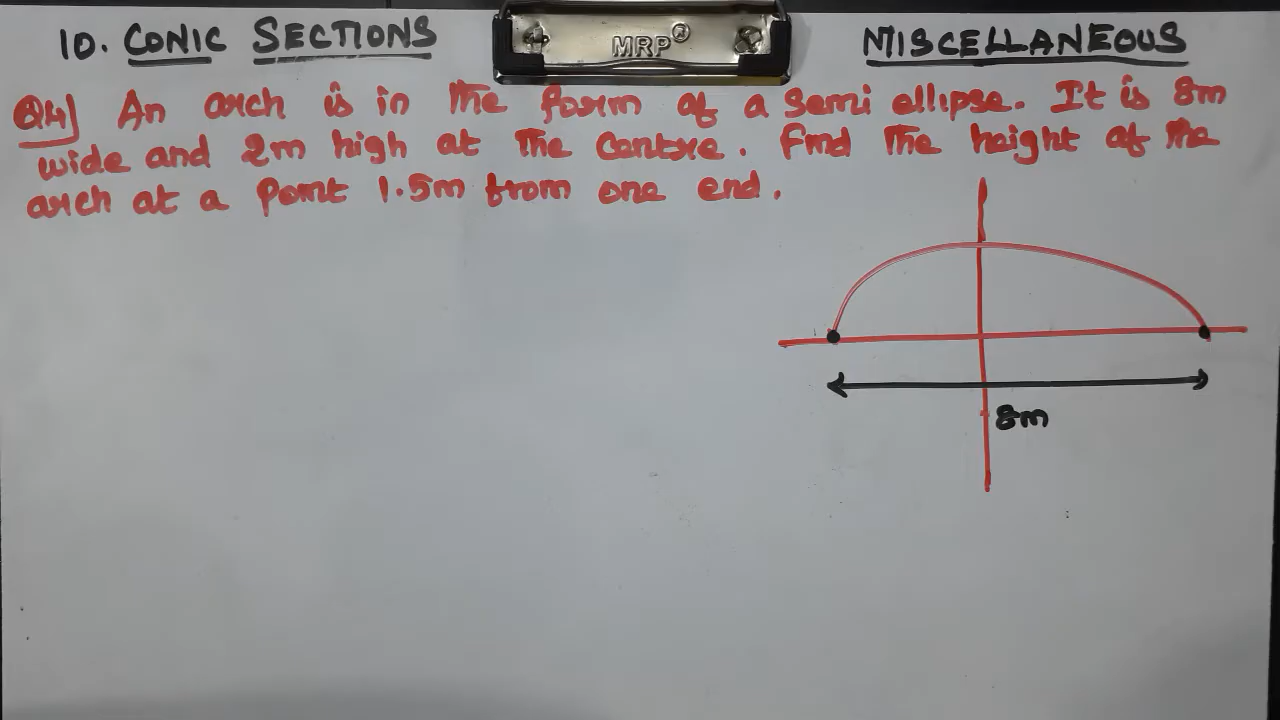 10. CONIC SECTIONS
MRP®
MISCELLANEOUS
Q4) An arch is in the form of a semi ellipse. It is 8m
wide and 2m high at the centre. Find the height of the
arch at a point 1.5m from one end.
8m